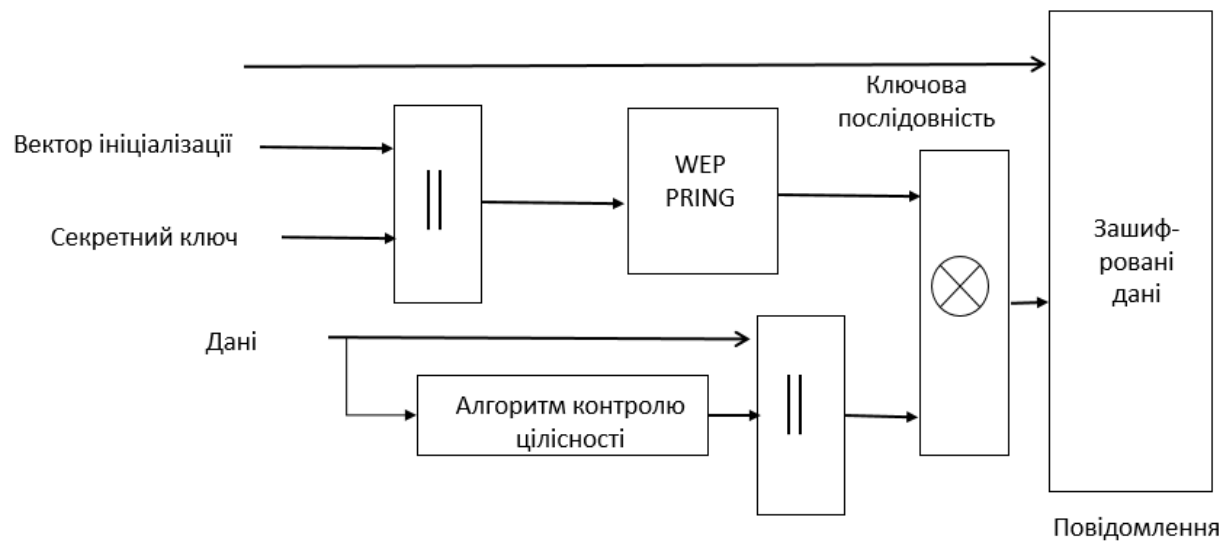 Ключова
послідовність
Вектор ініціалізації
WEP
PRING
||
Секретний ключ
Зашиф-
ровані
дані
Дані
Алгоритм контролю
цілісності
||
Повідомлення